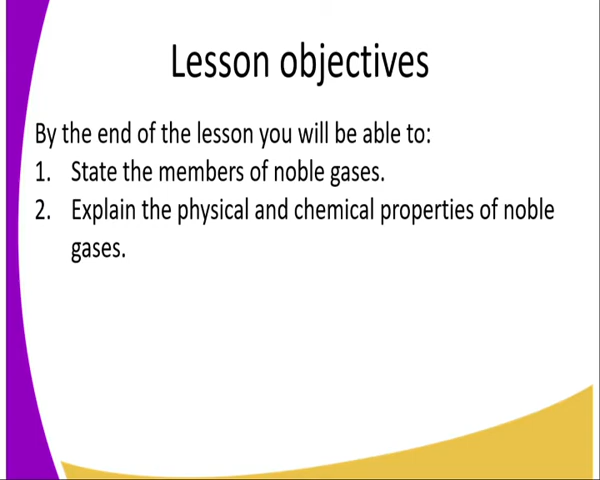 Lesson objectives
By the end of the lesson you will be able to:
1. State the members of noble gases.
2. Explain the physical and chemical properties of noble
gases.